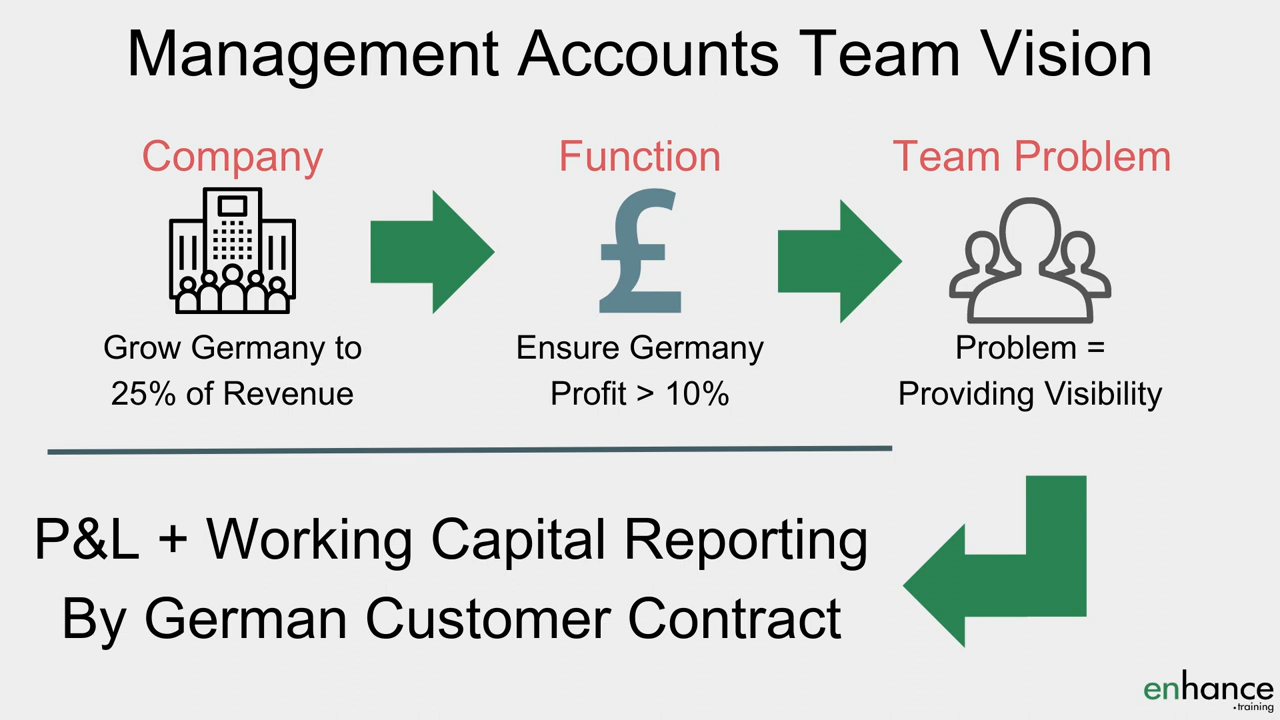 Management Accounts Team Vision
Company
Function
Team Problem
£
Grow Germany to
25% of Revenue
Ensure Germany
Profit > 10%
Problem =
Providing Visibility
P&L + Working Capital Reporting
By German Customer Contract
enhance
.training